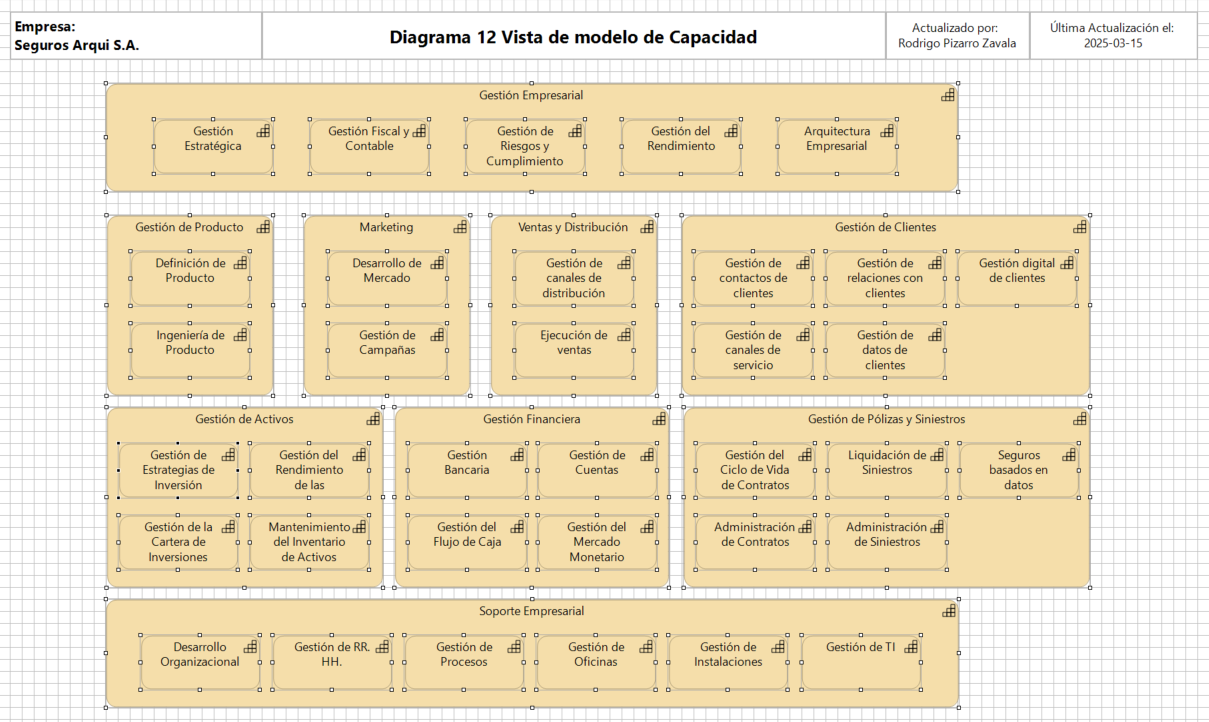 Empresa:
Seguros Arqui S.A.
Diagrama 12 Vista de modelo de Capacidad
Actualizado por:
Rodrigo Pizarro Zavala
Última Actualización el:
2025-03-15
Gestión Empresarial
Gestión
Estratégica
Gestión Fiscal y
Contable
Gestión de
Riesgos y
Cumplimiento
Gestión del
Rendimiento
Arquitectura
Empresarial
Gestión de Producto
Definición de
Producto
Ingeniería de
Producto
Marketing
Desarrollo de
Mercado
Gestión de
Campañas
Ventas y Distribución
Gestión de
canales de
distribución
Ejecución de
ventas
Gestión de Clientes
Gestión de
contactos de
clientes
Gestión de
relaciones con
clientes
Gestión digital
de clientes
Gestión de
canales de
servicio
Gestión de
datos de
clientes
Gestión de Activos
Gestión de
Estrategias de
Inversión
Gestión del
Rendimiento
de las
Gestión de la
Cartera de
Inversiones
Mantenimiento
del Inventario
de Activos
Gestión Financiera
Gestión
Bancaria
Gestión de
Cuentas
Gestión del
Flujo de Caja
Gestión del
Mercado
Monetario
Gestión de Pólizas y Siniestros
Gestión del
Ciclo de Vida
de Contratos
Liquidación de
Siniestros
Seguros
basados en
datos
Administración
de Contratos
Administración
de Siniestros
Soporte Empresarial
Desarrollo
Organizacional
Gestión de RR.
HH.
Gestión de
Procesos
Gestión de
Oficinas
Gestión de
Instalaciones
Gestión de TI